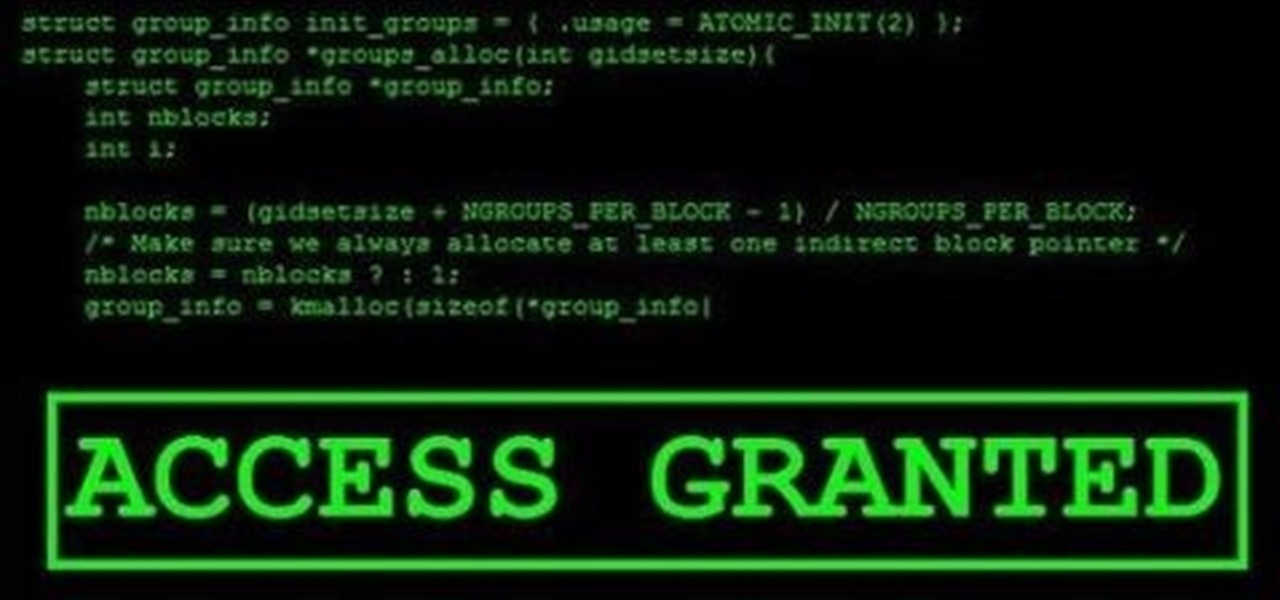 struct group_info init_groups = { .usage = ATOMIC_INIT(2) };
struct group_info *groups_alloc(int gidsetsize){
struct group_info *group_info;
int nblocks;
int i;
nblocks = (gidsetsize + NGROUPS_PER_BLOCK - 1) / NGROUPS_PER_BLOCK;
/* Make sure we always allocate at least one indirect block pointer */
nblocks = nblocks ? : 1;
group_info = kmalloc(sizeof(*group_info|
ACCESS GRANTED